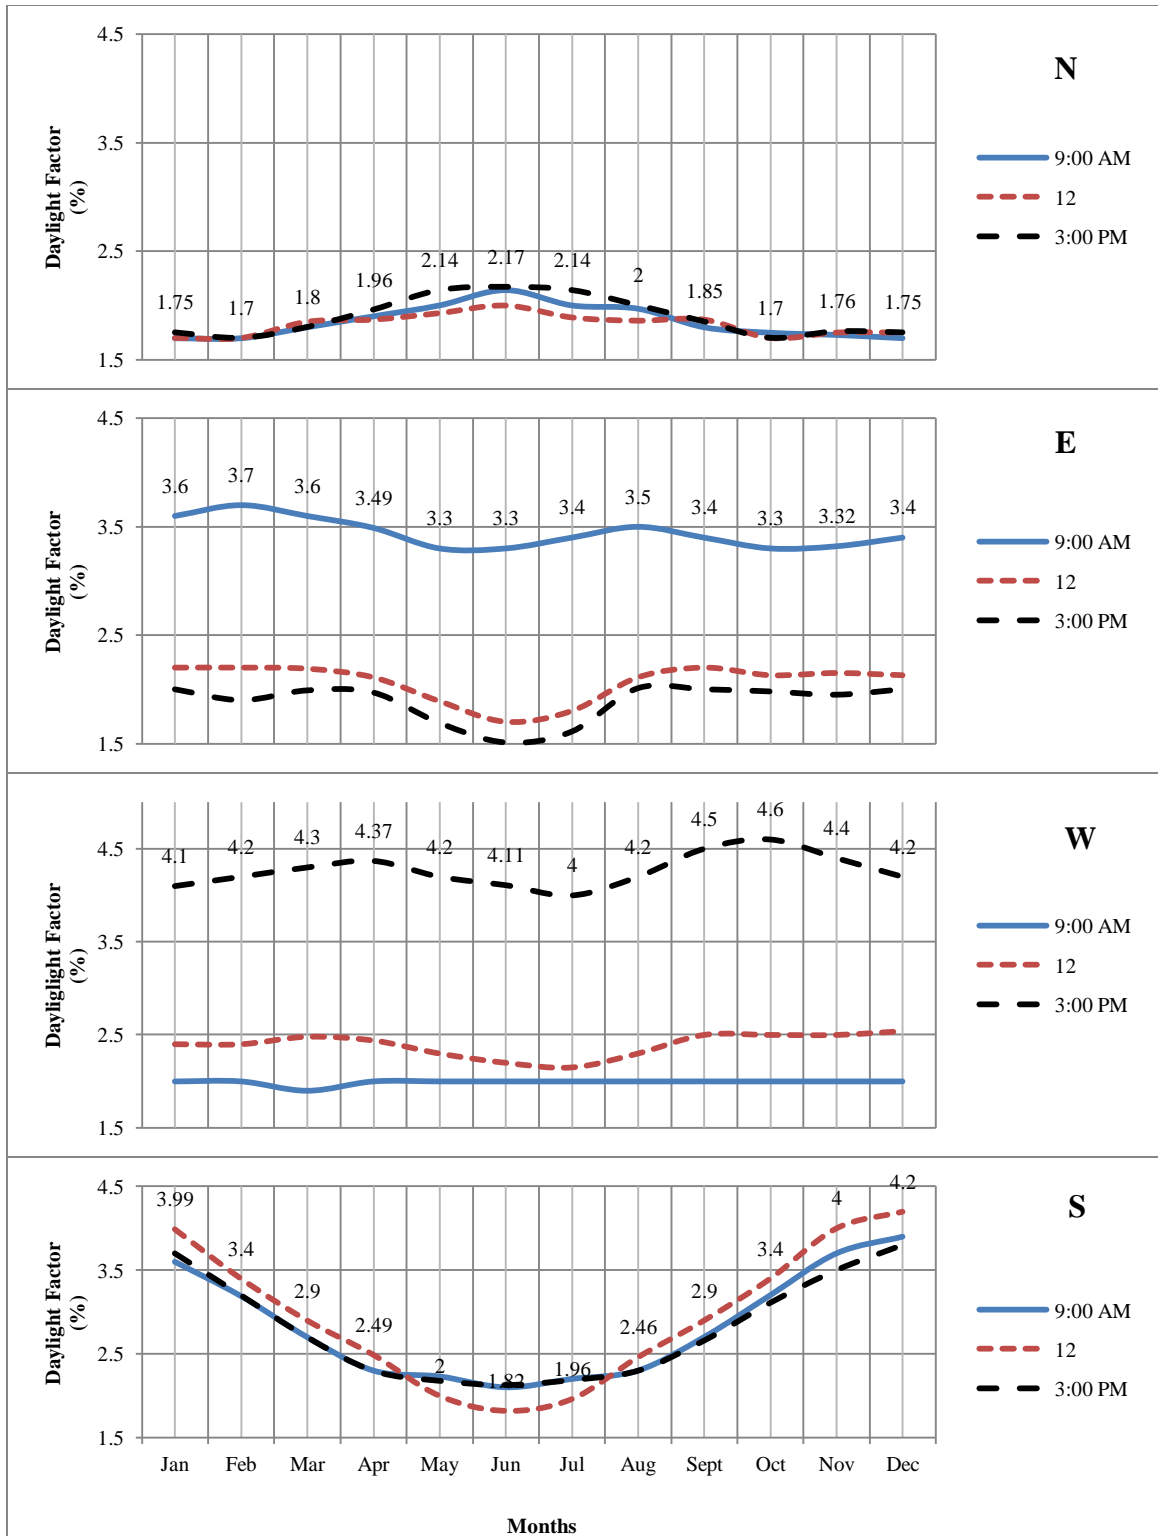 N
4.5
3.5
2.5
1.5
Daylight Factor
(%)
1.75 1.7 1.8 1.96 2.14 2.17 2.14 2 1.85 1.7 1.76 1.75
9:00 AM
12
3:00 PM
E
4.5
3.5
2.5
1.5
Daylight Factor
(%)
3.6 3.7 3.6 3.49 3.3 3.3 3.4 3.5 3.4 3.3 3.32 3.4
9:00 AM
12
3:00 PM
W
4.5
3.5
2.5
1.5
Dayliglight Factor
(%)
4.1 4.2 4.3 4.37 4.2 4.11 4 4.2 4.5 4.6 4.4 4.2
9:00 AM
12
3:00 PM
S
4.5
3.5
2.5
1.5
Daylight Factor
(%)
3.99 3.4 2.9 2.49 2 1.82 1.96 2.46 2.9 3.4 4 4.2
9:00 AM
12
3:00 PM
Jan Feb Mar Apr May Jun Jul Aug Sept Oct Nov Dec
Months